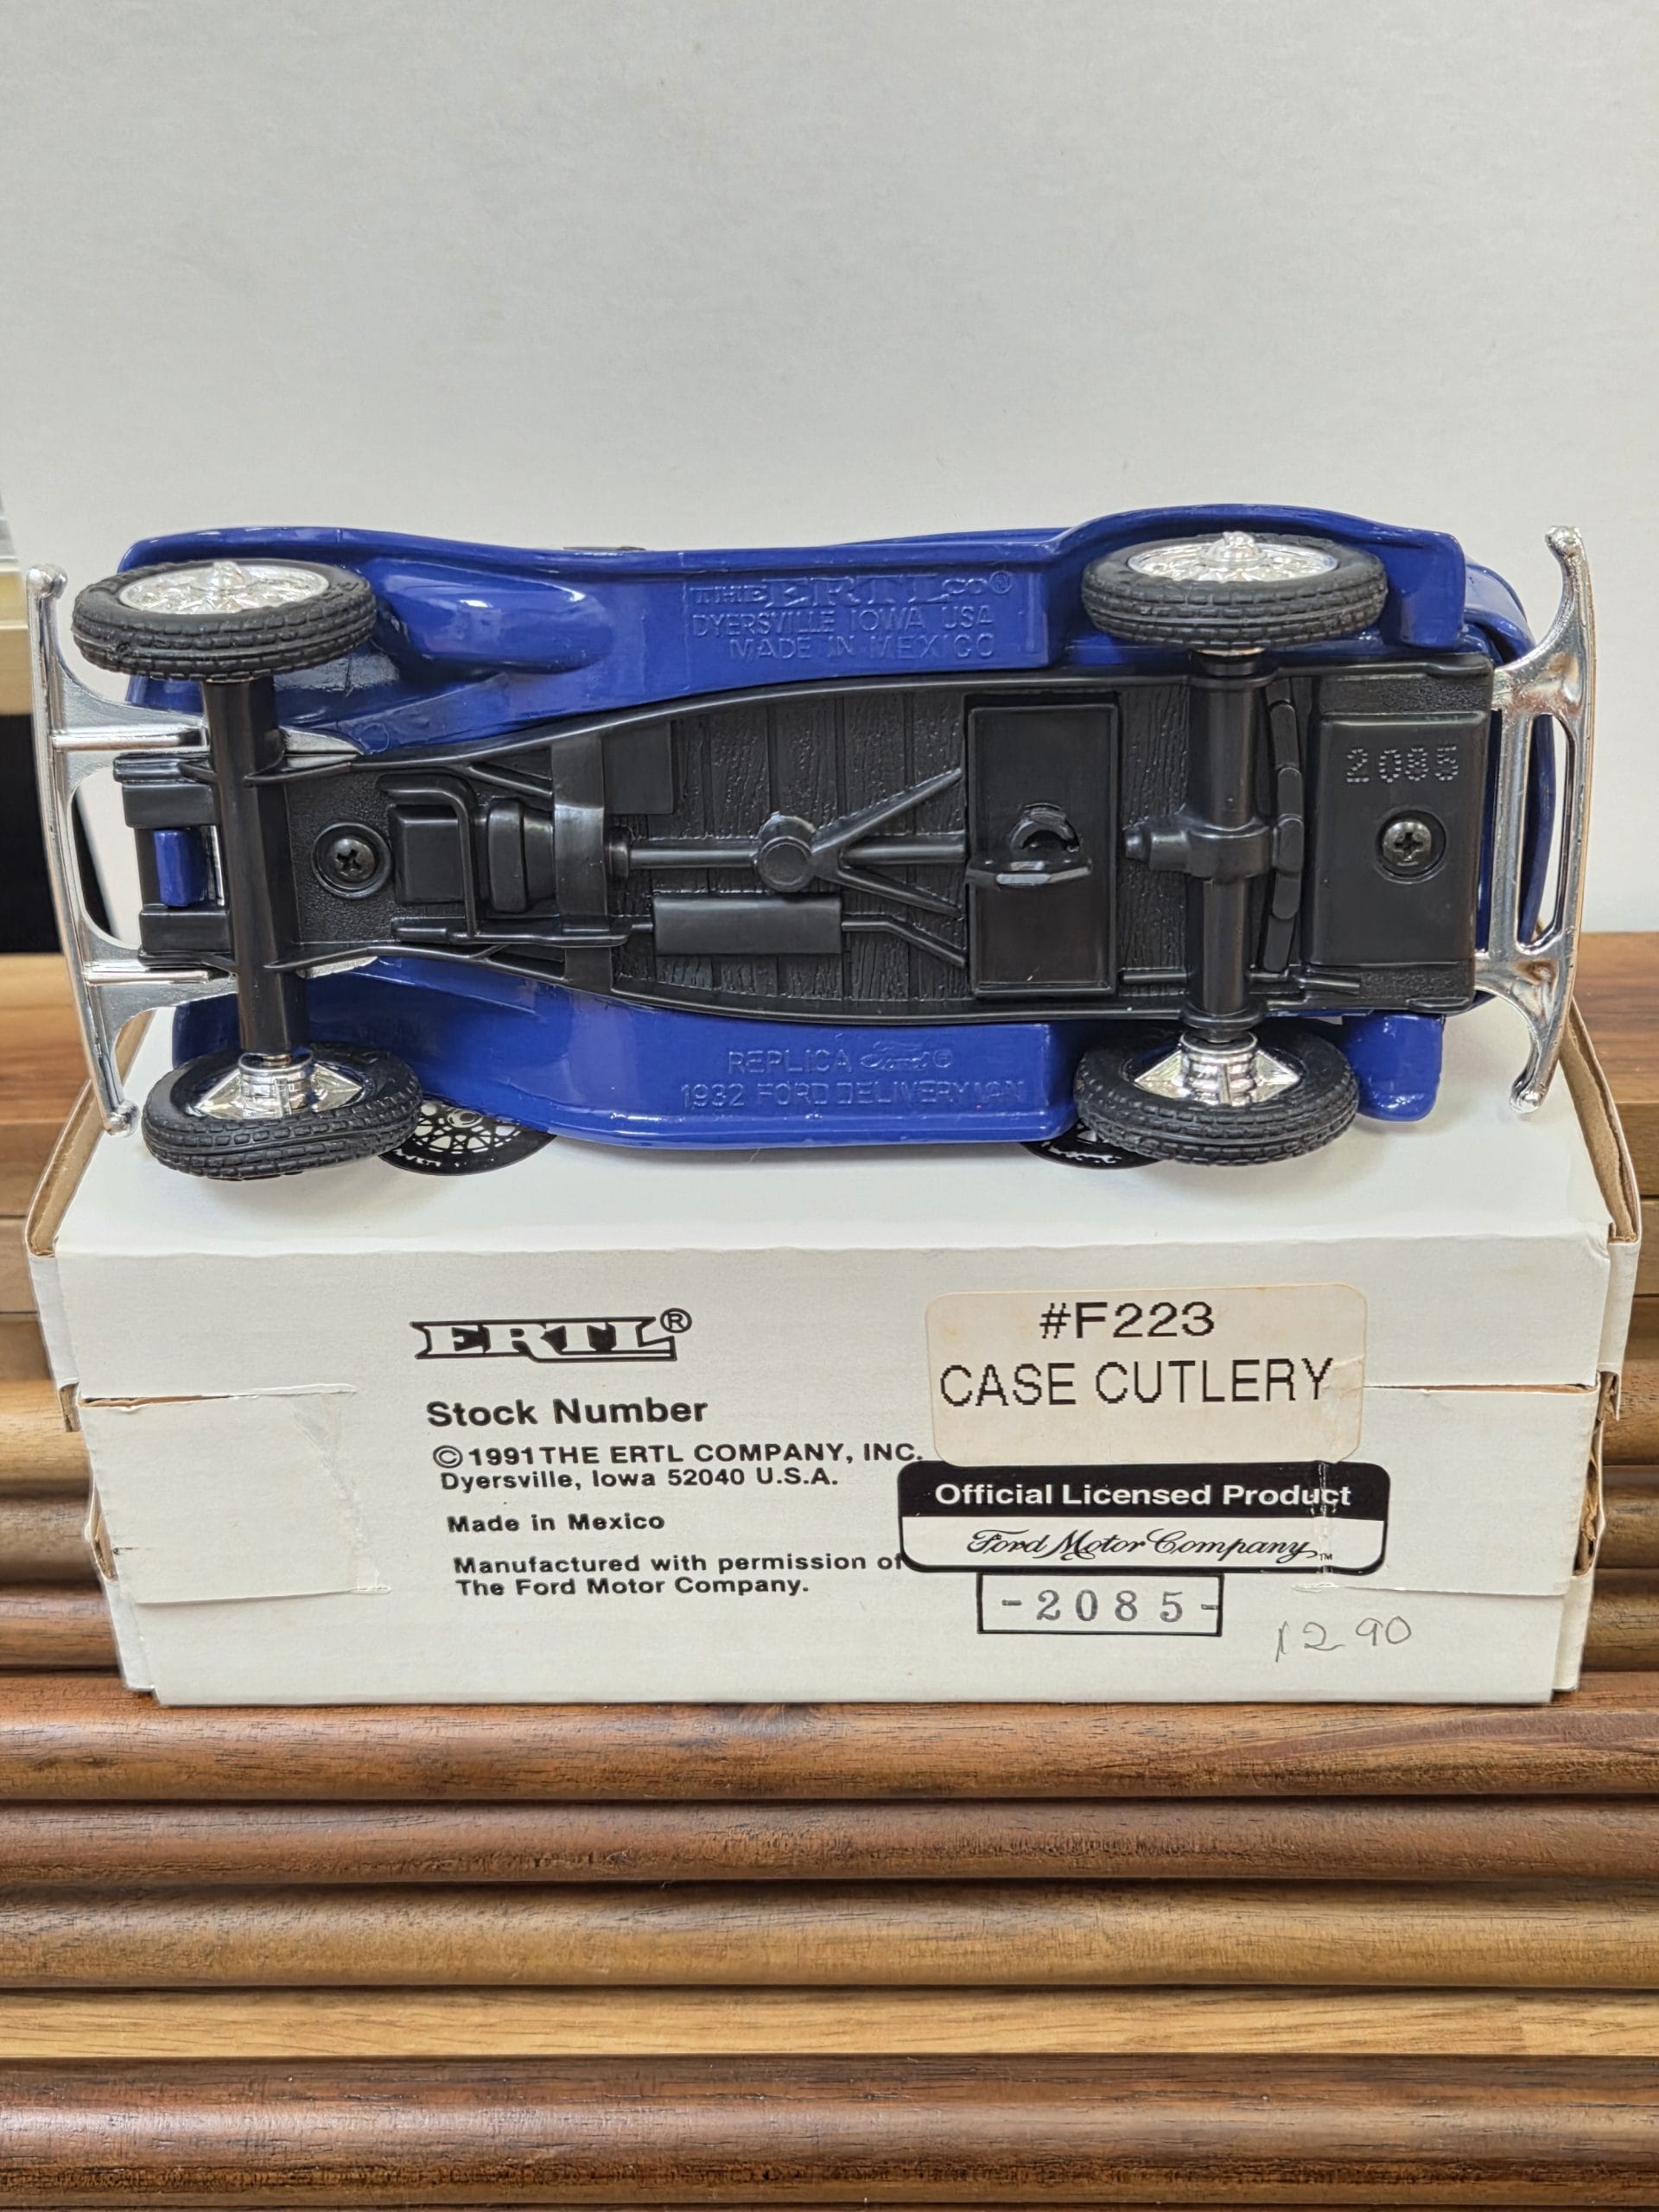 THE ERTL CO®
DYERSVILLE IOWA USA
MADE IN MEXICO
2085
REPLICA Ford®
1932 FORD DELIVERY VAN
ERTL®
Stock Number
©1991 THE ERTL COMPANY, INC.
Dyersville, Iowa 52040 U.S.A.
Made in Mexico
Manufactured with permission of
The Ford Motor Company.
#F223
CASE CUTLERY
Official Licensed Product
Ford Motor Company™
-2085-
12 90